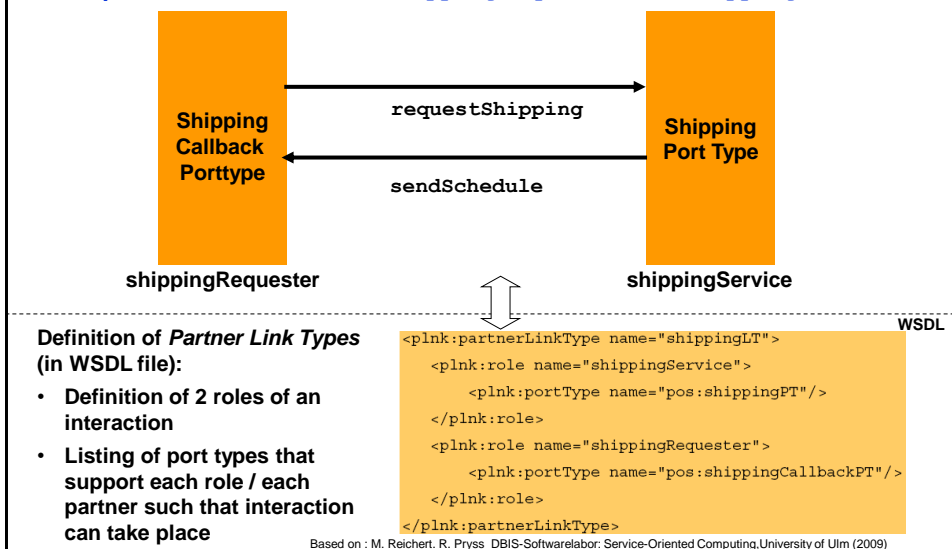 requestShipping
Shipping
Callback
Porttype
Shipping
Port Type
sendSchedule
shippingRequester
shippingService
WSDL
Definition of Partner Link Types
(in WSDL file):
• Definition of 2 roles of an
interaction
• Listing of port types that
support each role / each
partner such that interaction
can take place
<plnk:partnerLinkType name="shippingLT">
<plnk:role name="shippingService">
<plnk:portType name="pos:shippingPT"/>
</plnk:role>
<plnk:role name="shippingRequester">
<plnk:portType name="pos:shippingCallbackPT"/>
</plnk:role>
</plnk:partnerLinkType>
Based on : M. Reichert, R. Pryss DBIS-Softwarelabor: Service-Oriented Computing,University of Ulm (2009)